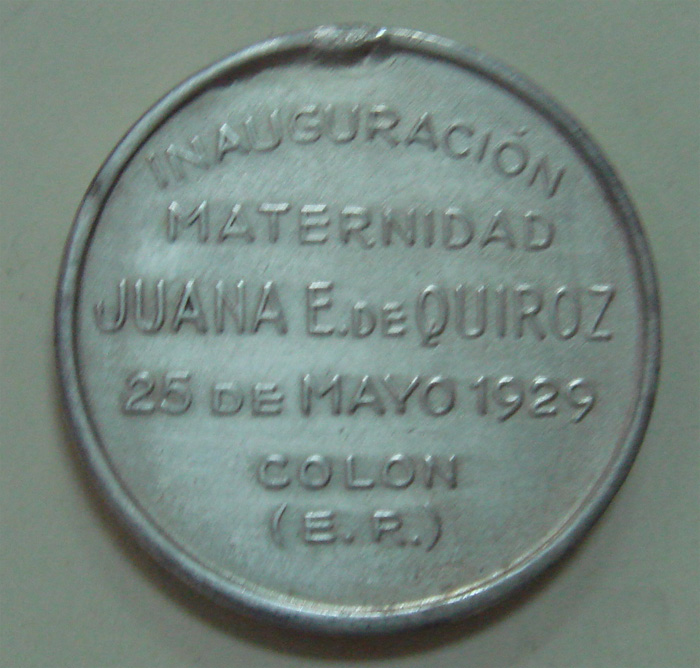 INAUGURACIÓN
MATERNIDAD
JUANA E. DE QUIROZ
25 DE MAYO 1929
COLON
(E. R.)